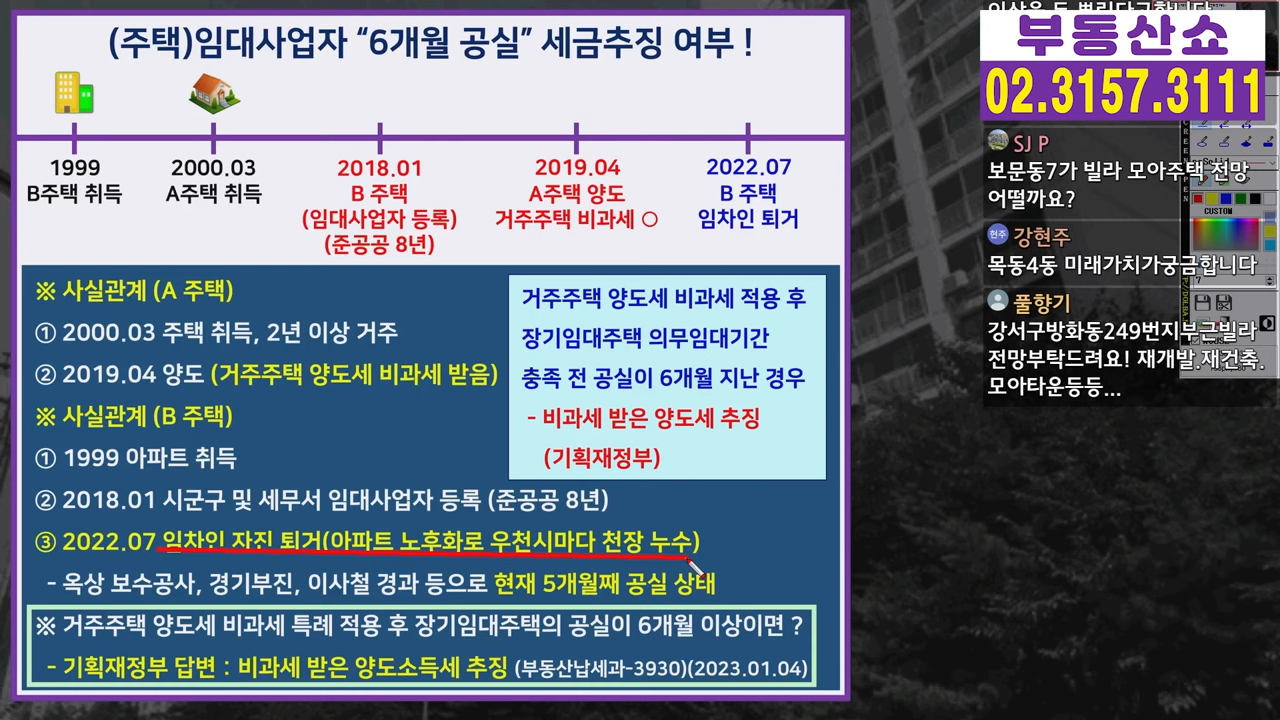 (주택)임대사업자 “6개월 공실” 세금추징 여부 !
1999
B주택 취득
2000.03
A주택 취득
2018.01
B 주택
(임대사업자 등록)
(준공공 8년)
2019.04
A주택 양도
거주주택 비과세 ○
2022.07
B 주택
임차인 퇴거
※ 사실관계 (A 주택)
① 2000.03 주택 취득, 2년 이상 거주
② 2019.04 양도 (거주주택 양도세 비과세 받음)
※ 사실관계 (B 주택)
① 1999 아파트 취득
② 2018.01 시군구 및 세무서 임대사업자 등록 (준공공 8년)
③ 2022.07 임차인 자진 퇴거(아파트 노후화로 우천시마다 천장 누수)
- 옥상 보수공사, 경기부진, 이사철 경과 등으로 현재 5개월째 공실 상태
거주주택 양도세 비과세 적용 후
장기임대주택 의무임대기간
충족 전 공실이 6개월 지난 경우
- 비과세 받은 양도세 추징
(기획재정부)
※ 거주주택 양도세 비과세 특례 적용 후 장기임대주택의 공실이 6개월 이상이면 ?
- 기획재정부 답변 : 비과세 받은 양도소득세 추징 (부동산납세과-3930)(2023.01.04)
부동산쇼
02.3157.3111
SJ P
보문동7가 빌라 모아주택 전망
어떨까요?
현주 강현주
목동4동 미래가치가궁금합니다
풀향기
강서구방화동249번지부근빌라
전망부탁드려요! 재개발.재건축.
모아타운등등...
CUSTOM
7